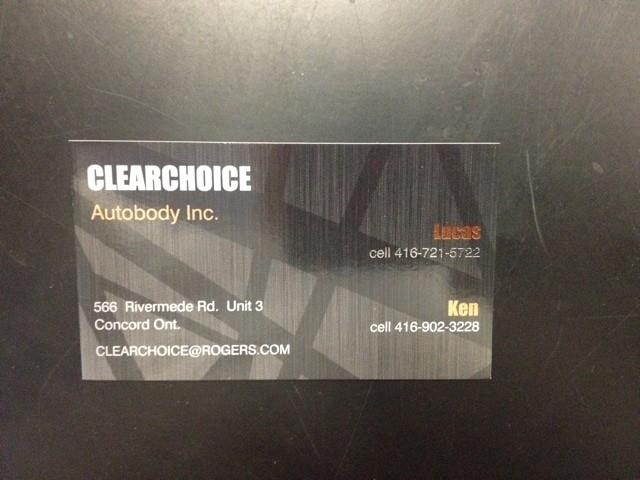 CLEARCHOICE
Autobody Inc.
Lucas
cell 416-721-5722
566 Rivermede Rd. Unit 3
Concord Ont.
CLEARCHOICE@ROGERS.COM
Ken
cell 416-902-3228